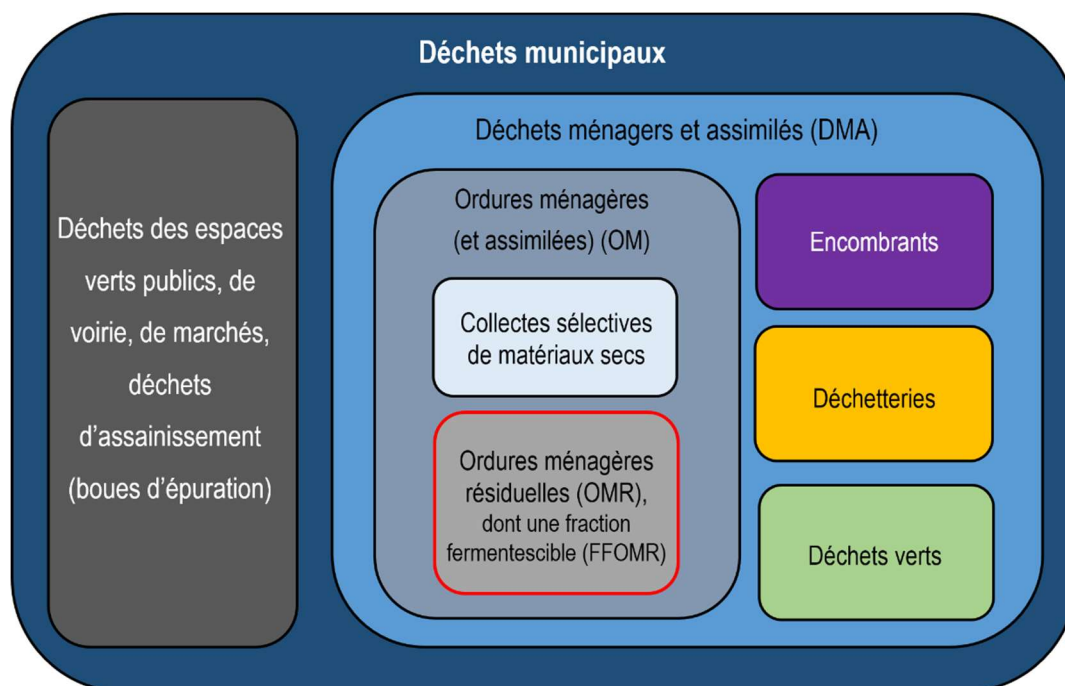 Déchets municipaux
Déchets des espaces
verts publics, de
voirie, de marchés,
déchets
d’assainissement
(boues d’épuration)
Déchets ménagers et assimilés (DMA)
Ordures ménagères
(et assimilées) (OM)
Collectes sélectives
de matériaux secs
Ordures ménagères
résiduelles (OMR),
dont une fraction
fermentescible (FFOMR)
Encombrants
Déchetteries
Déchets verts